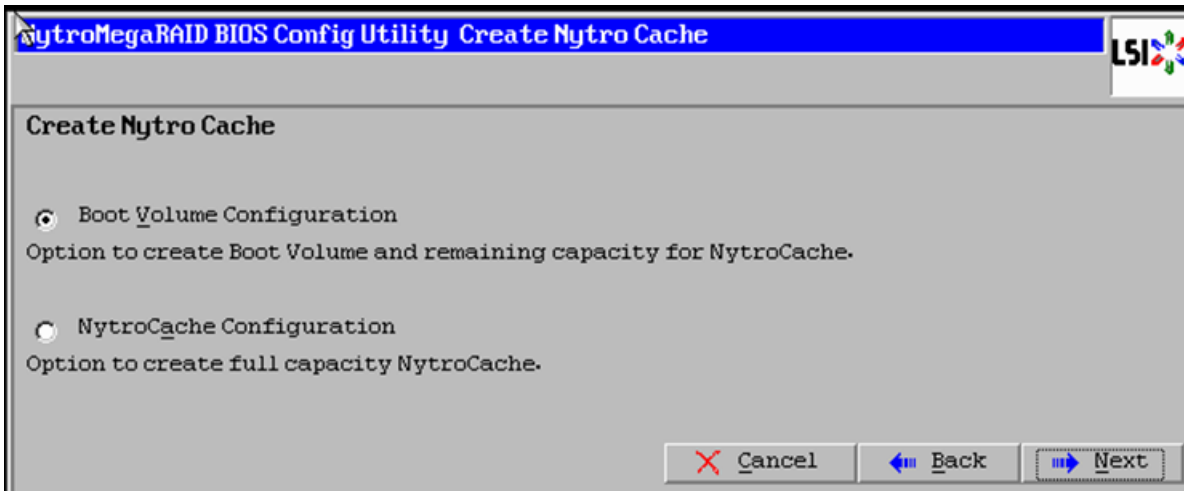 NytroMegaRAID BIOS Config Utility Create Nytro Cache
LSI
Create Nytro Cache
Boot Volume Configuration
Option to create Boot Volume and remaining capacity for NytroCache.
NytroCache Configuration
Option to create full capacity NytroCache.
Cancel Back Next